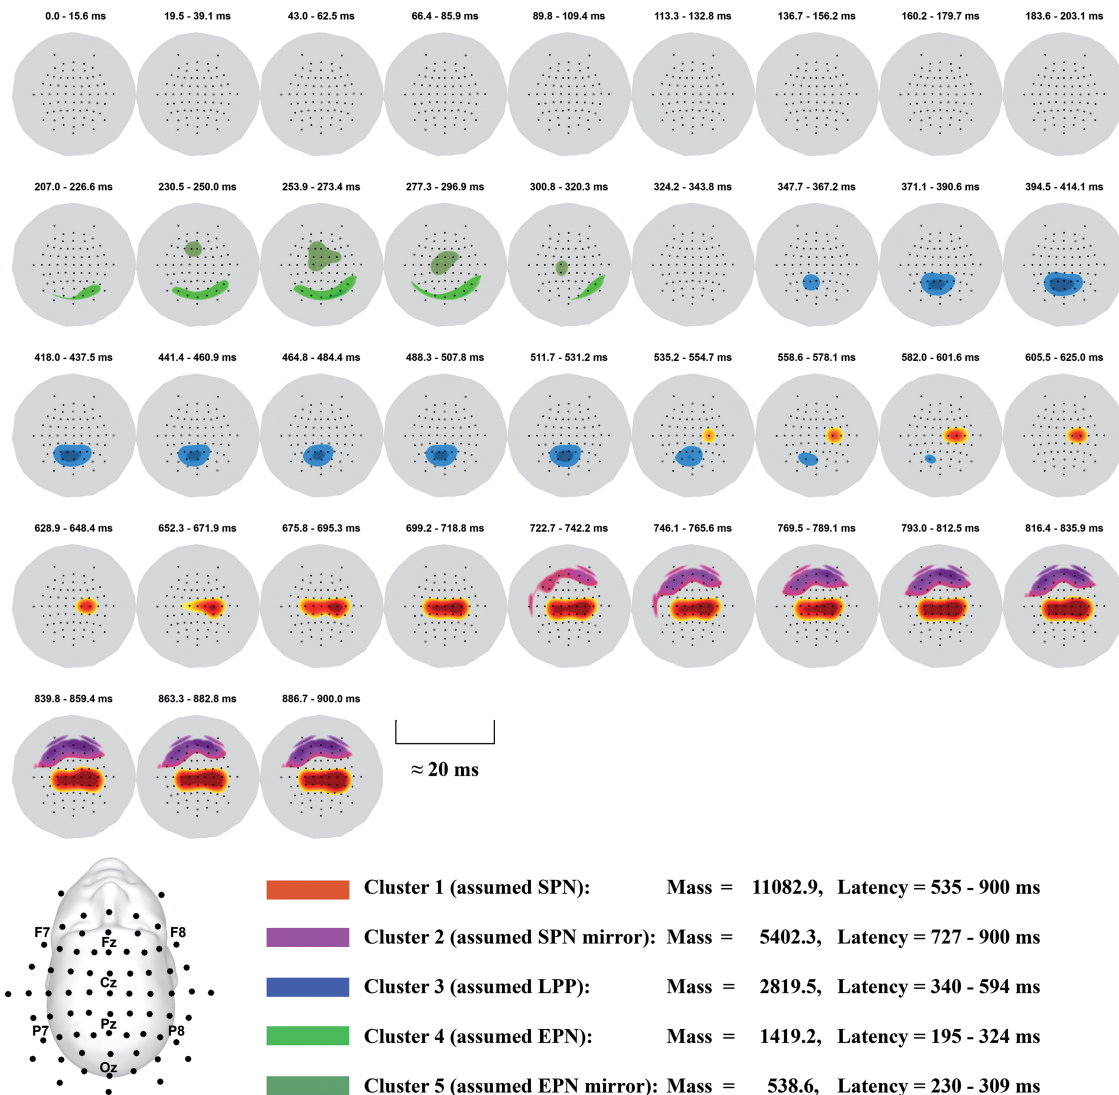 0.0 - 15.6 ms 19.5 - 39.1 ms 43.0 - 62.5 ms 66.4 - 85.9 ms 89.8 - 109.4 ms 113.3 - 132.8 ms 136.7 - 156.2 ms 160.2 - 179.7 ms 183.6 - 203.1 ms
207.0 - 226.6 ms 230.5 - 250.0 ms 253.9 - 273.4 ms 277.3 - 296.9 ms 300.8 - 320.3 ms 324.2 - 343.8 ms 347.7 - 367.2 ms 371.1 - 390.6 ms 394.5 - 414.1 ms
418.0 - 437.5 ms 441.4 - 460.9 ms 464.8 - 484.4 ms 488.3 - 507.8 ms 511.7 - 531.2 ms 535.2 - 554.7 ms 558.6 - 578.1 ms 582.0 - 601.6 ms 605.5 - 625.0 ms
628.9 - 648.4 ms 652.3 - 671.9 ms 675.8 - 695.3 ms 699.2 - 718.8 ms 722.7 - 742.2 ms 746.1 - 765.6 ms 769.5 - 789.1 ms 793.0 - 812.5 ms 816.4 - 835.9 ms
839.8 - 859.4 ms 863.3 - 882.8 ms 886.7 - 900.0 ms
≈ 20 ms
F7 F8
Fz
Cz
Pz
P7 P8
Oz
Cluster 1 (assumed SPN): Mass = 11082.9, Latency = 535 - 900 ms
Cluster 2 (assumed SPN mirror): Mass = 5402.3, Latency = 727 - 900 ms
Cluster 3 (assumed LPP): Mass = 2819.5, Latency = 340 - 594 ms
Cluster 4 (assumed EPN): Mass = 1419.2, Latency = 195 - 324 ms
Cluster 5 (assumed EPN mirror): Mass = 538.6, Latency = 230 - 309 ms